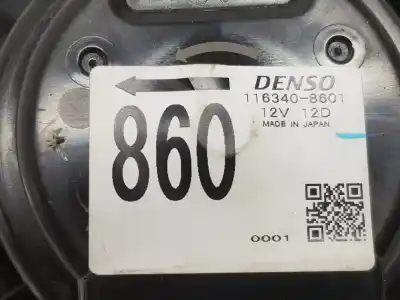 DENSO
116340-8601
12V 12D
MADE IN JAPAN
860
0001